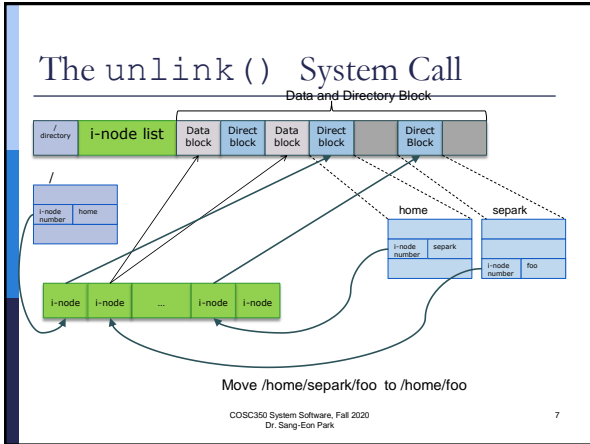 The unlink() System Call
Data and Directory Block
/ directory
i-node list
Data block
Direct block
Data block
Direct block
Direct Block
/
i-node number
home
home
separk
i-node number
separk
i-node number
foo
i-node
i-node
...
i-node
i-node
Move /home/separk/foo to /home/foo
COSC350 System Software, Fall 2020
Dr. Sang-Eon Park
7